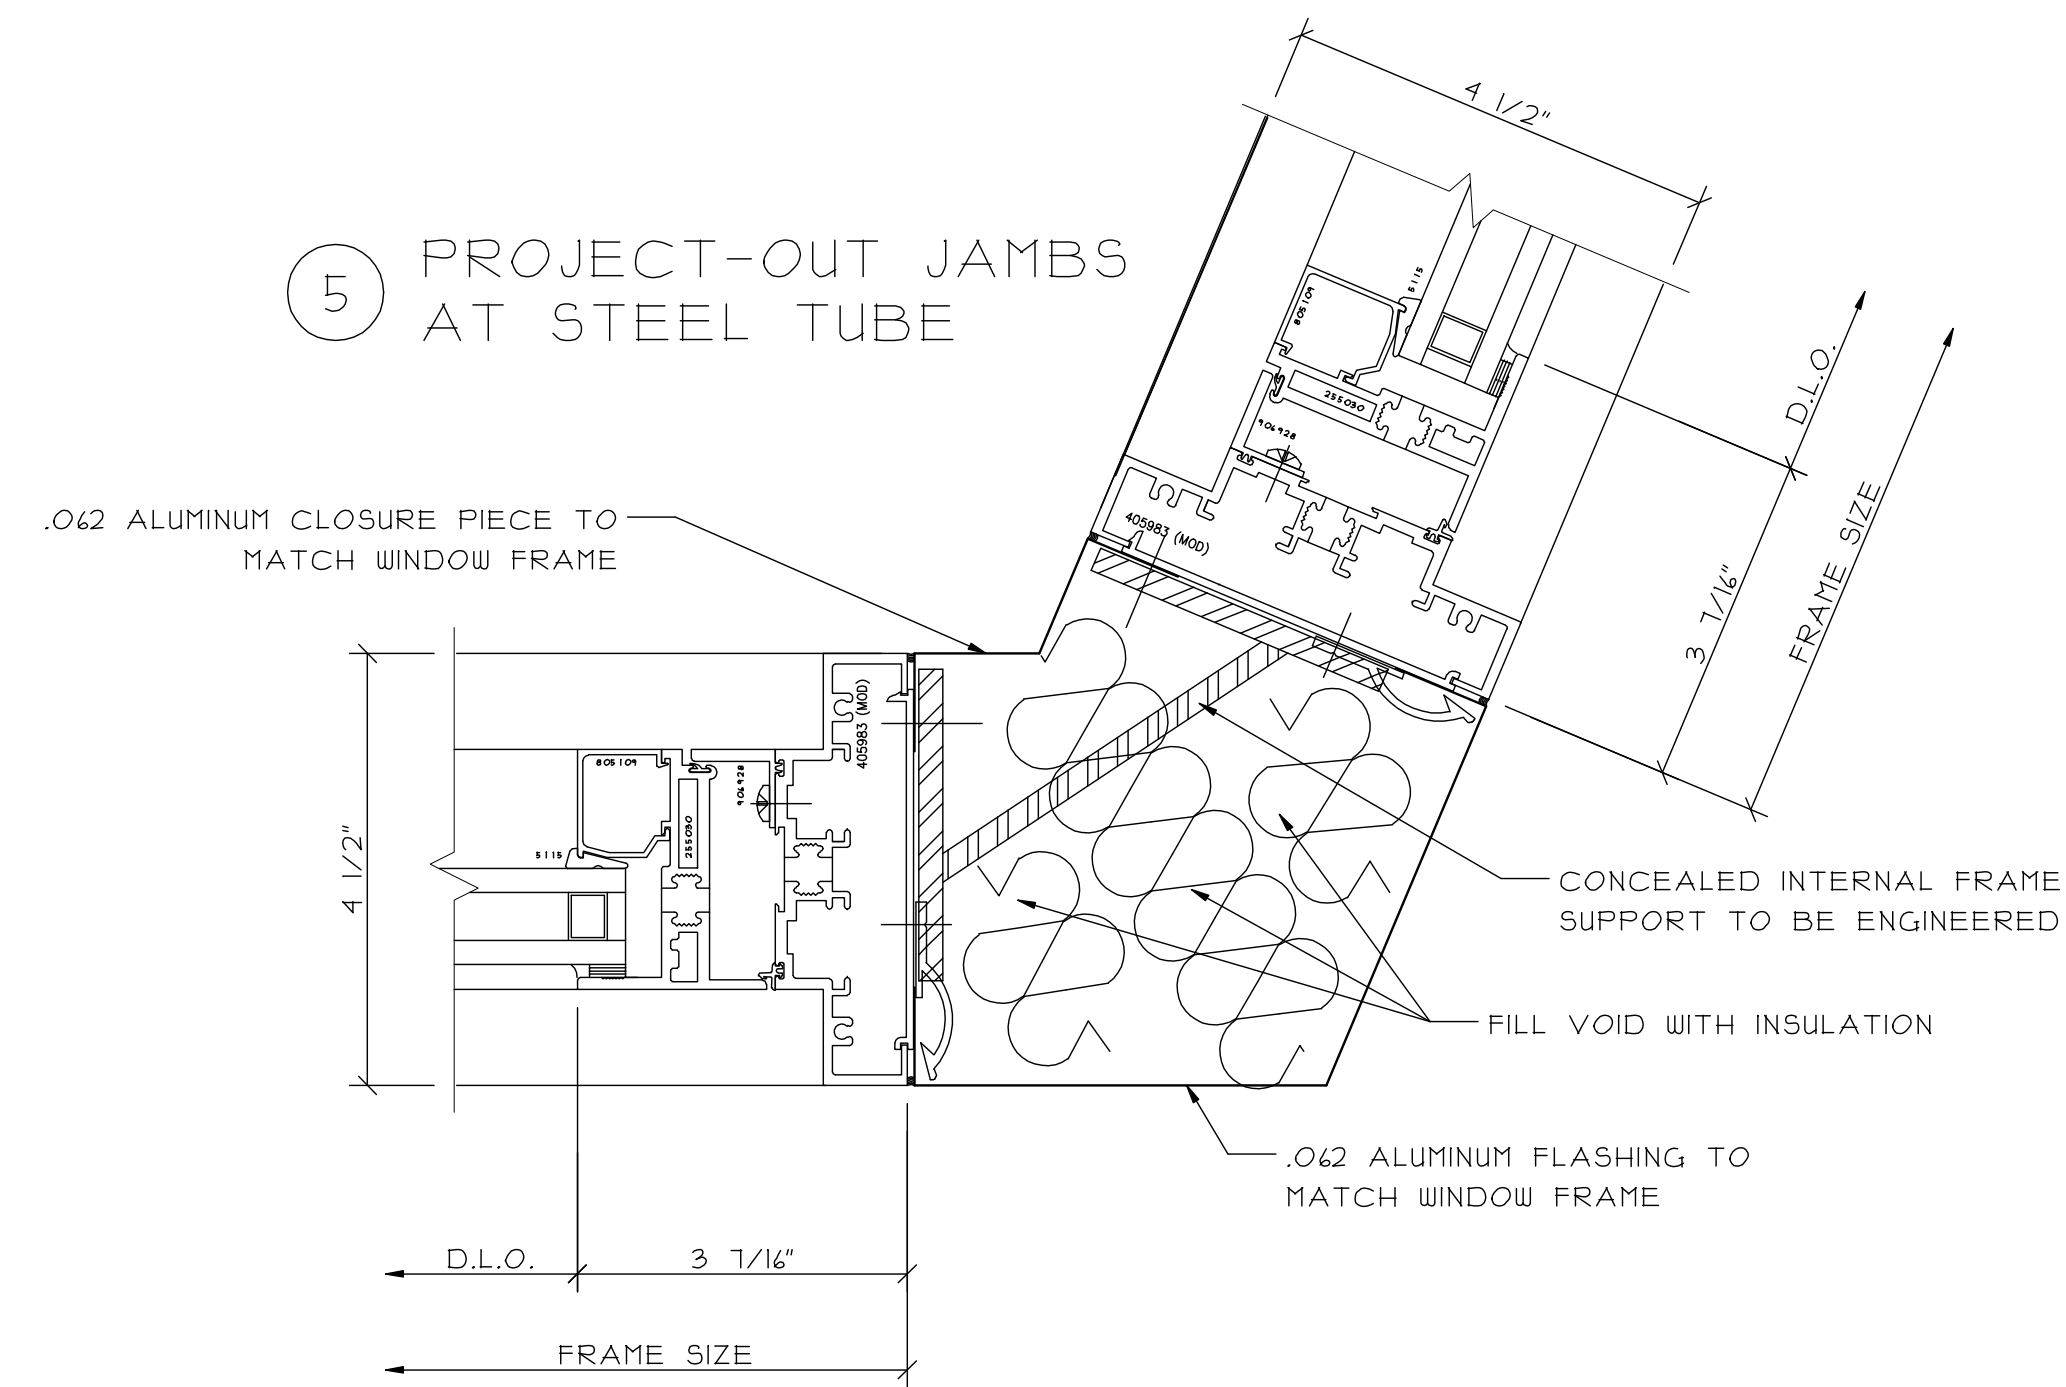 4 1/2"
5
PROJECT-OUT JAMBS
AT STEEL TUBE
805109
5115
255030
906928
405983 (MOD)
D.L.O.
3 7/16"
FRAME SIZE
.062 ALUMINUM CLOSURE PIECE TO
MATCH WINDOW FRAME
4 1/2"
805109
5115
255030
906928
405983 (MOD)
CONCEALED INTERNAL FRAME
SUPPORT TO BE ENGINEERED
FILL VOID WITH INSULATION
.062 ALUMINUM FLASHING TO
MATCH WINDOW FRAME
D.L.O.
3 7/16"
FRAME SIZE